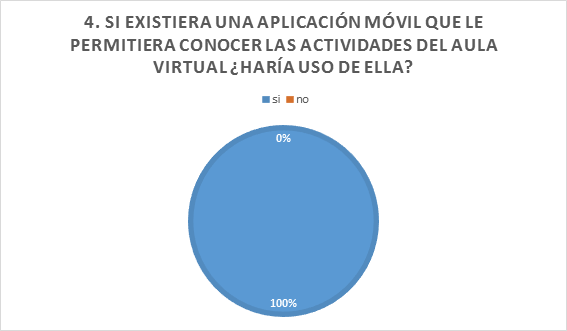 4. SI EXISTIERA UNA APLICACIÓN MÓVIL QUE LE
PERMITIERA CONOCER LAS ACTIVIDADES DEL AULA
VIRTUAL ¿HARÍA USO DE ELLA?
si no
0%
100%